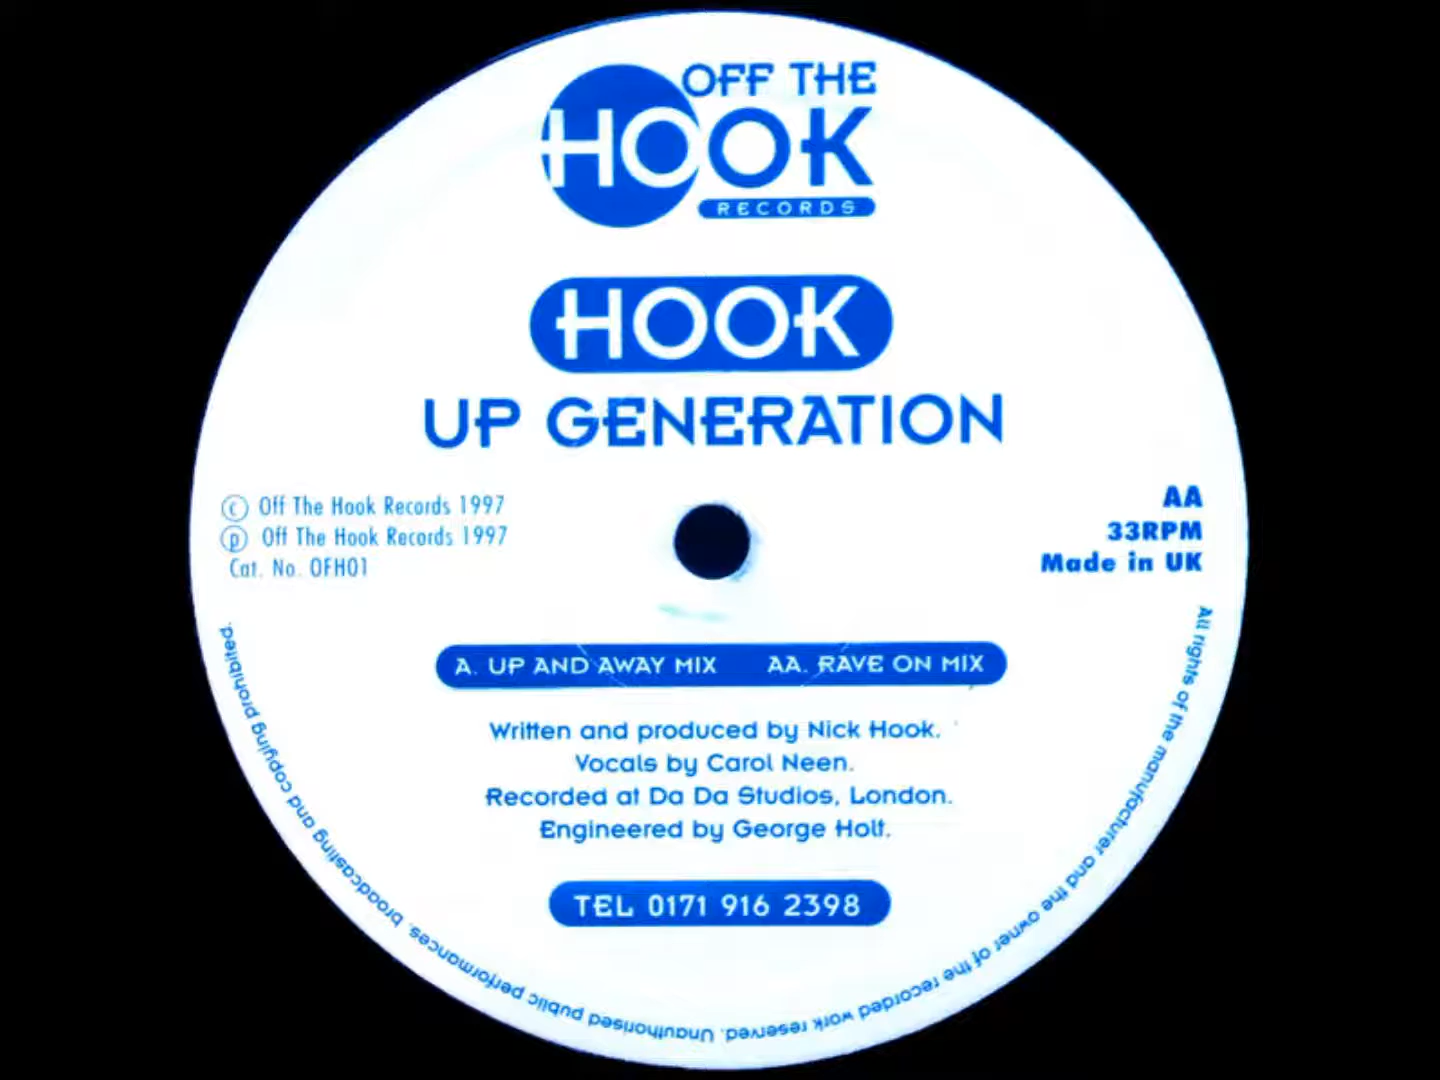 OFF THE
HOOK
RECORDS
HOOK
UP GENERATION
© Off The Hook Records 1997
℗ Off The Hook Records 1997
Cat. No. OFH01
AA
33RPM
Made in UK
A. UP AND AWAY MIX AA. RAVE ON MIX
Written and produced by Nick Hook.
Vocals by Carol Neen.
Recorded at Da Da Studios, London.
Engineered by George Holt.
TEL 0171 916 2398
All rights of the manufacturer and the owner of the recorded work reserved. Unauthorised public performances, broadcasting and copying prohibited.